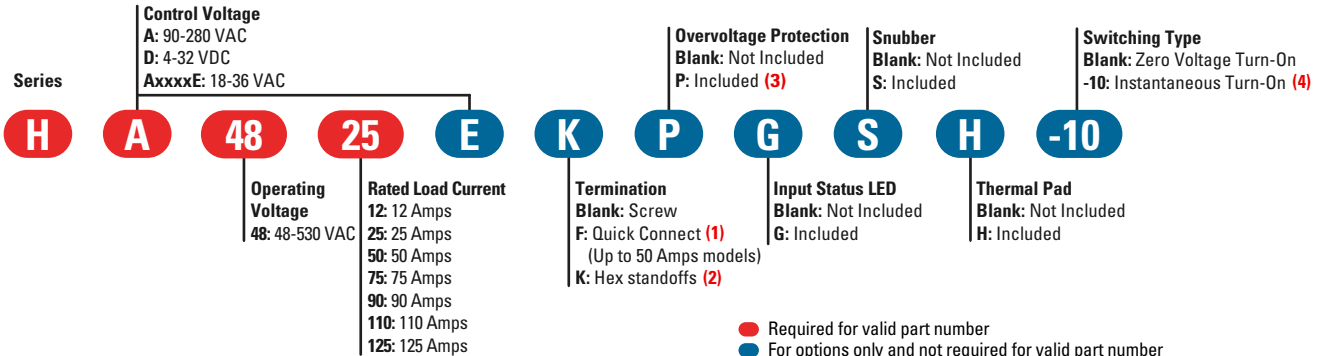 Control Voltage
A: 90-280 VAC
D: 4-32 VDC
AxxxxE: 18-36 VAC
Overvoltage Protection
Blank: Not Included
P: Included (3)
Snubber
Blank: Not Included
S: Included
Switching Type
Blank: Zero Voltage Turn-On
-10: Instantaneous Turn-On (4)
Series
H A 48 25 E K P G S H -10
Operating
Voltage
48: 48-530 VAC
Rated Load Current
12: 12 Amps
25: 25 Amps
50: 50 Amps
75: 75 Amps
90: 90 Amps
110: 110 Amps
125: 125 Amps
Termination
Blank: Screw
F: Quick Connect (1)
(Up to 50 Amps models)
K: Hex standoffs (2)
Input Status LED
Blank: Not Included
G: Included
Thermal Pad
Blank: Not Included
H: Included
Required for valid part number
For options only and not required for valid part number